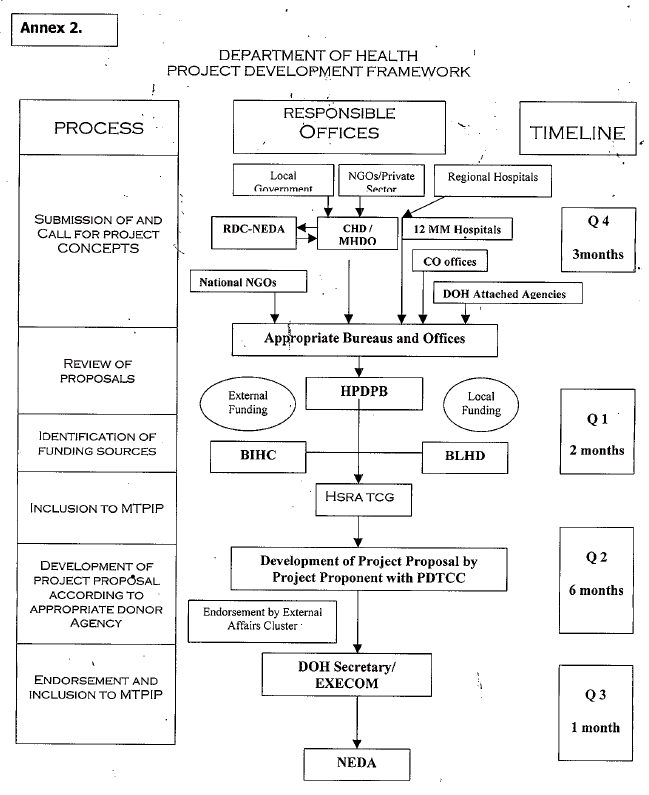 Annex 2.
DEPARTMENT OF HEALTH
PROJECT DEVELOPMENT FRAMEWORK
PROCESS
RESPONSIBLE
OFFICES
TIMELINE
SUBMISSION OF AND
CALL FOR PROJECT
CONCEPTS
Local
Government
NGOs/Private
Sector
Regional Hospitals
RDC-NEDA
CHD /
MHDO
12 MM Hospitals
CO offices
National NGOs
DOH Attached Agencies
Q 4
3months
Appropriate Bureaus and Offices
REVIEW OF
PROPOSALS
External
Funding
HPDPB
Local
Funding
IDENTIFICATION OF
FUNDING SOURCES
BIHC
BLHD
Q 1
2 months
INCLUSION TO MTPIP
HSRA TCG
DEVELOPMENT OF
PROJECT PROPOSAL
ACCORDING TO
APPROPRIATE DONOR
AGENCY
Development of Project Proposal by
Project Proponent with PDTCC
Q 2
6 months
Endorsement by External
Affairs Cluster
ENDORSEMENT AND
INCLUSION TO MTPIP
DOH Secretary/
EXECOM
Q 3
1 month
NEDA